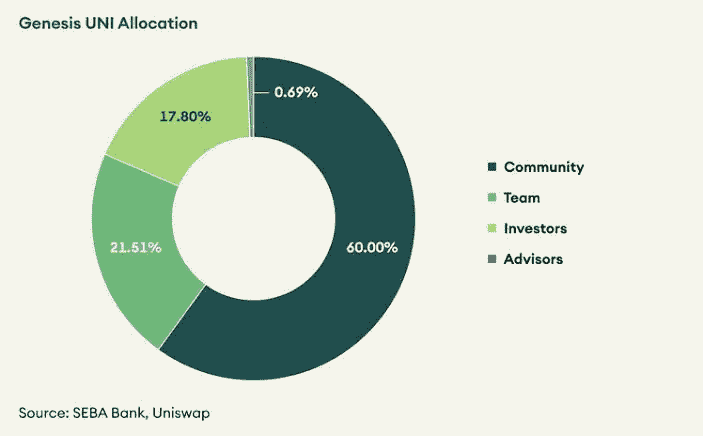 Genesis UNI Allocation
0.69%
17.80%
Community
Team
Investors
21.51%
60.00%
Advisors
Source: SEBA Bank, Uniswap